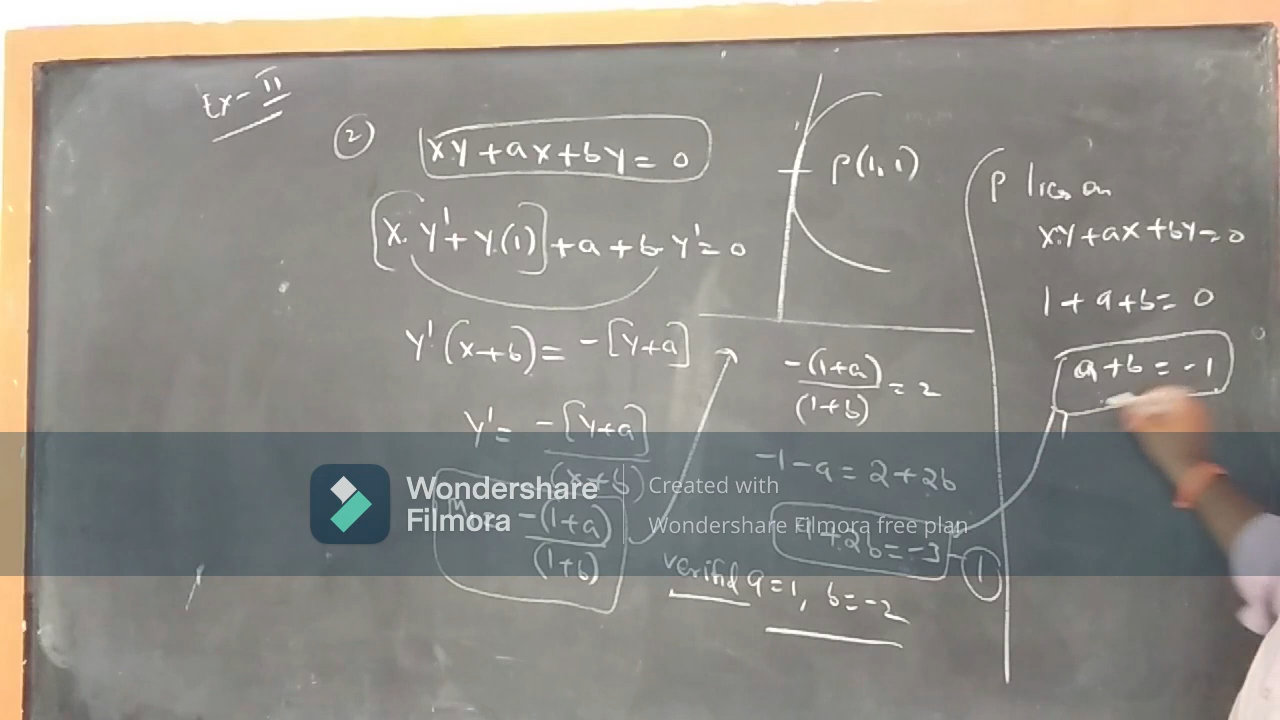 Ex-II
2) xy+ax+by=0
[x.y'+y.(1)]+a+b y'=0
y'(x+b)= -[y+a]
y'= -[y+a]/(x+b)
-(1+a)/(1+b)
P(1,1)
-(1+a)/(1+b) = 2
-1-a=2+2b
+2b=-3 - 1
verified a=1, b=-2
P lies on
xy+ax+by=0
1+a+b=0
a+b=-1
Wondershare
Filmora
Created with
Wondershare Filmora free plan